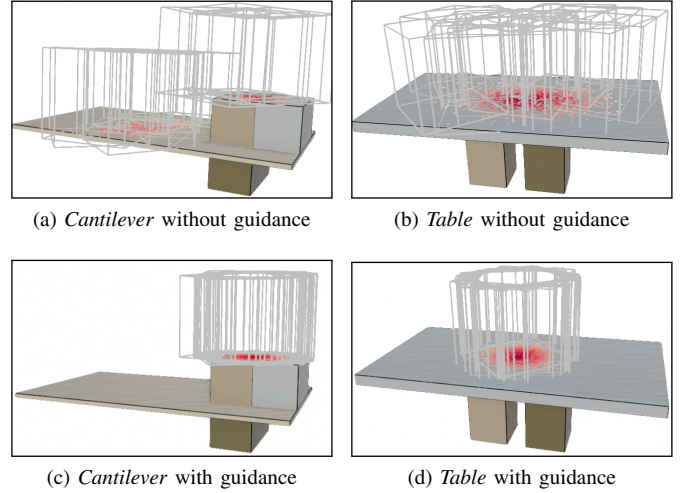 (a) Cantilever without guidance
(b) Table without guidance
(c) Cantilever with guidance
(d) Table with guidance